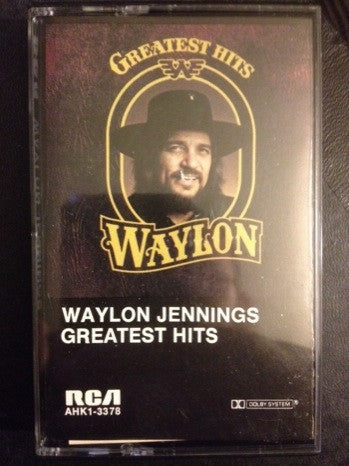 GREATEST HITS
W
WAYLON
WAYLON JENNINGS
GREATEST HITS
RCA
AHK1-3378
DOLBY SYSTEM ®